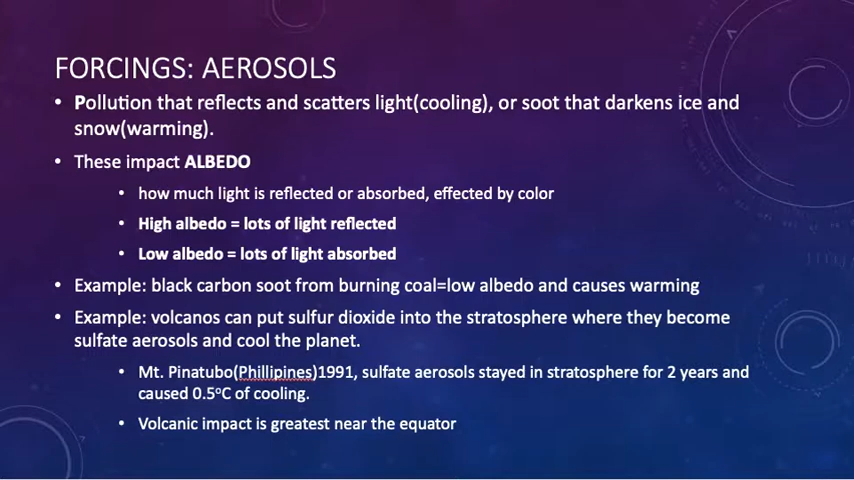 FORCINGS: AEROSOLS
• Pollution that reflects and scatters light(cooling), or soot that darkens ice and
snow(warming).
• These impact ALBEDO
• how much light is reflected or absorbed, effected by color
• High albedo = lots of light reflected
• Low albedo = lots of light absorbed
• Example: black carbon soot from burning coal=low albedo and causes warming
• Example: volcanos can put sulfur dioxide into the stratosphere where they become
sulfate aerosols and cool the planet.
• Mt. Pinatubo(Phillipines)1991, sulfate aerosols stayed in stratosphere for 2 years and
caused 0.5°C of cooling.
• Volcanic impact is greatest near the equator